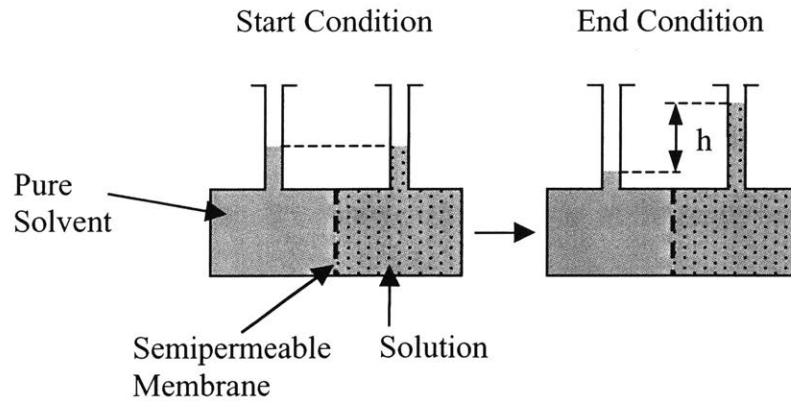 Start Condition
End Condition
h
Pure
Solvent
Semipermeable
Membrane
Solution